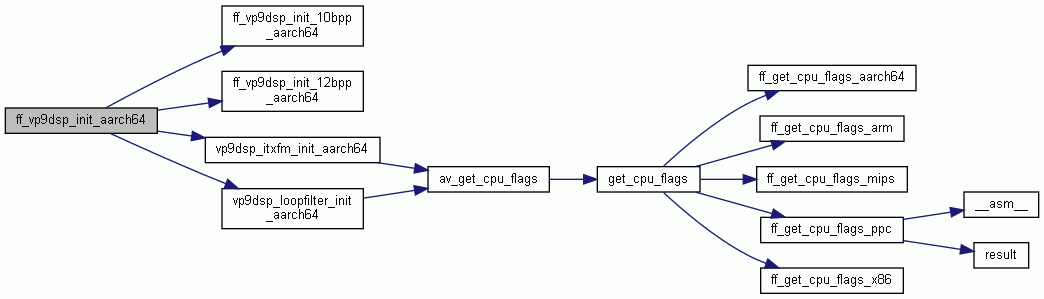 ff_vp9dsp_init_aarch64
ff_vp9dsp_init_10bpp
_aarch64
ff_vp9dsp_init_12bpp
_aarch64
vp9dsp_itxfm_init_aarch64
vp9dsp_loopfilter_init
_aarch64
av_get_cpu_flags
get_cpu_flags
ff_get_cpu_flags_aarch64
ff_get_cpu_flags_arm
ff_get_cpu_flags_mips
ff_get_cpu_flags_ppc
ff_get_cpu_flags_x86
__asm__
result